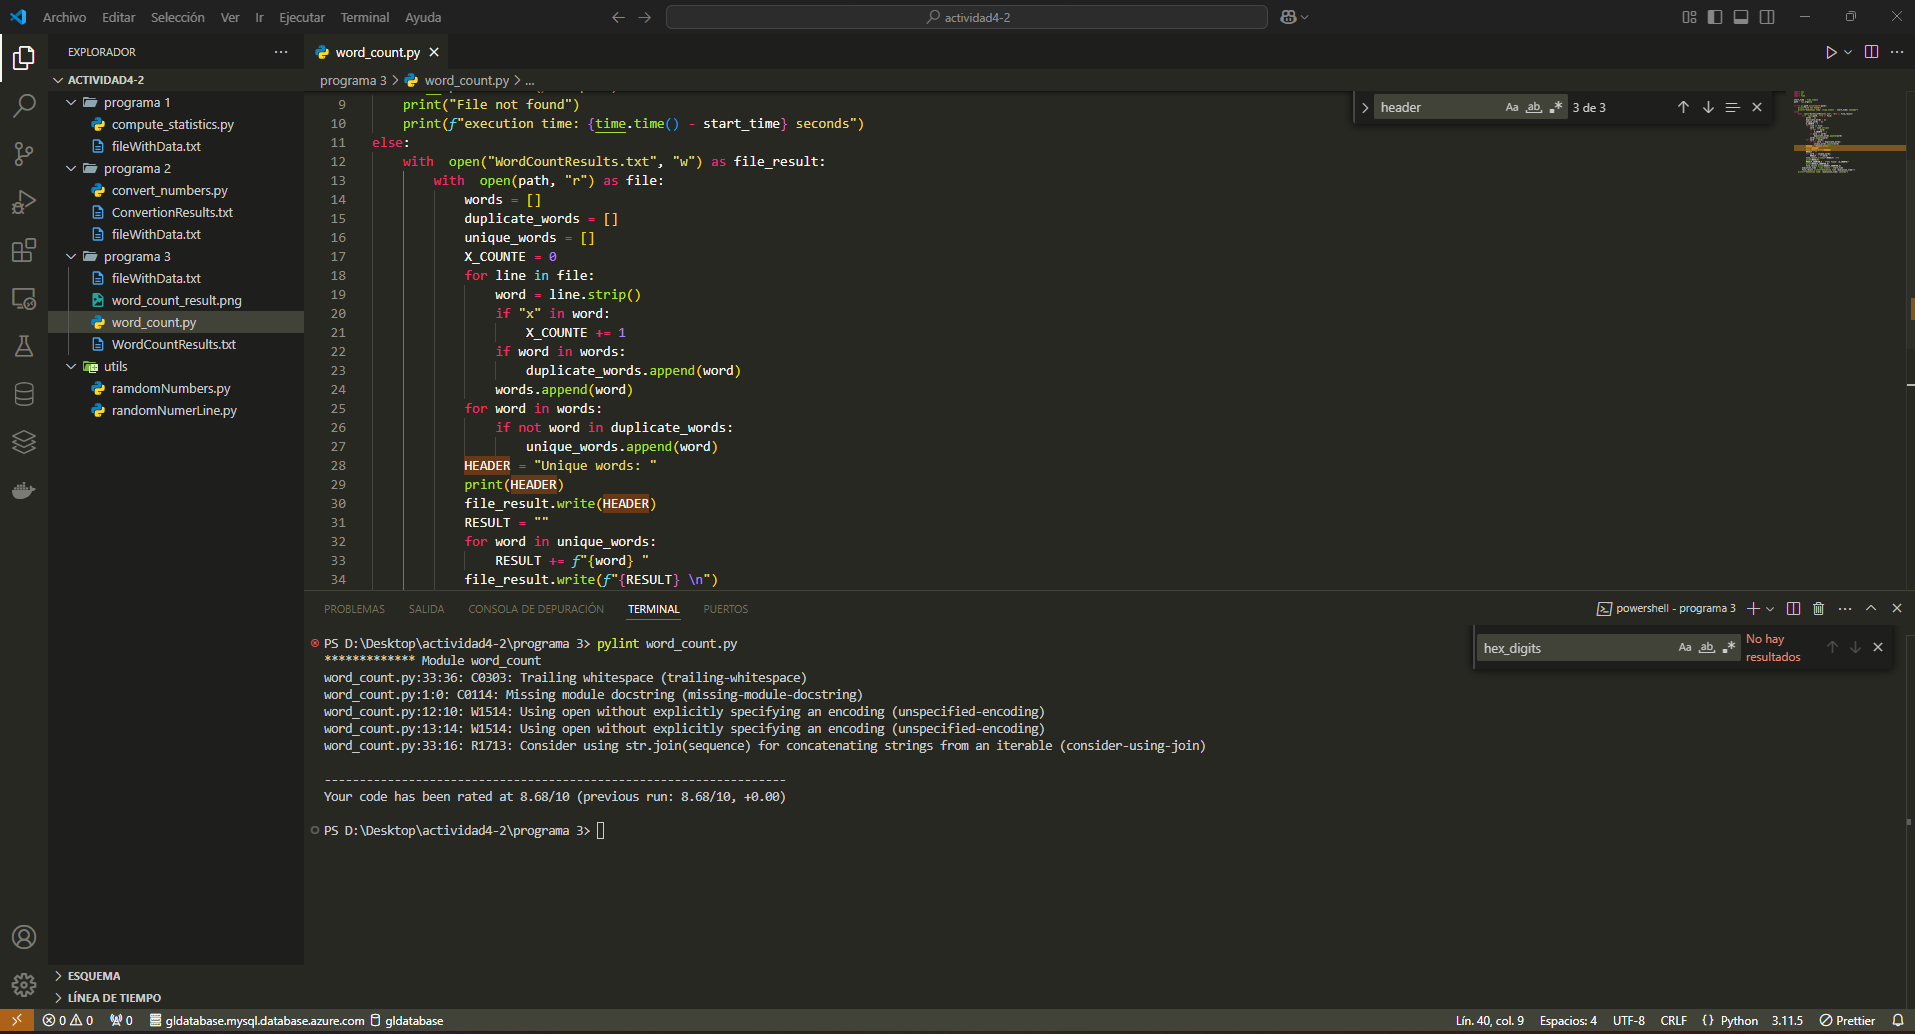 Archivo Editar Selección Ver Ir Ejecutar Terminal Ayuda
actividad4-2
EXPLORADOR
ACTIVIDAD4-2
programa 1
compute_statistics.py
fileWithData.txt
programa 2
convert_numbers.py
ConvertionResults.txt
fileWithData.txt
programa 3
fileWithData.txt
word_count_result.png
word_count.py
WordCountResults.txt
utils
ramdomNumbers.py
randomNumerLine.py
ESQUEMA
LÍNEA DE TIEMPO
word_count.py
programa 3 > word_count.py > ...
header Aa ab 3 de 3
9 print("File not found")
10 print(f"execution time: {time.time() - start_time} seconds")
11 else:
12 with  open("WordCountResults.txt", "w") as file_result:
13 with  open(path, "r") as file:
14 words = []
15 duplicate_words = []
16 unique_words = []
17 X_COUNTE = 0
18 for line in file:
19 word = line.strip()
20 if "x" in word:
21 X_COUNTE += 1
22 if word in words:
23 duplicate_words.append(word)
24 words.append(word)
25 for word in words:
26 if not word in duplicate_words:
27 unique_words.append(word)
28 HEADER = "Unique words: "
29 print(HEADER)
30 file_result.write(HEADER)
31 RESULT = ""
32 for word in unique_words:
33 RESULT += f"{word} "
34 file_result.write(f"{RESULT} \n")
PROBLEMAS SALIDA CONSOLA DE DEPURACIÓN TERMINAL PUERTOS
powershell - programa 3
hex_digits Aa ab No hay resultados
PS D:\Desktop\actividad4-2\programa 3> pylint word_count.py
************* Module word_count
word_count.py:33:36: C0303: Trailing whitespace (trailing-whitespace)
word_count.py:1:0: C0114: Missing module docstring (missing-module-docstring)
word_count.py:12:10: W1514: Using open without explicitly specifying an encoding (unspecified-encoding)
word_count.py:13:14: W1514: Using open without explicitly specifying an encoding (unspecified-encoding)
word_count.py:33:16: R1713: Consider using str.join(sequence) for concatenating strings from an iterable (consider-using-join)
------------------------------------------------------------------
Your code has been rated at 8.68/10 (previous run: 8.68/10, +0.00)
PS D:\Desktop\actividad4-2\programa 3>
0 0 0 gldatabase.mysql.database.azure.com gldatabase
Lín. 40, col. 9 Espacios: 4 UTF-8 CRLF {} Python 3.11.5 Prettier